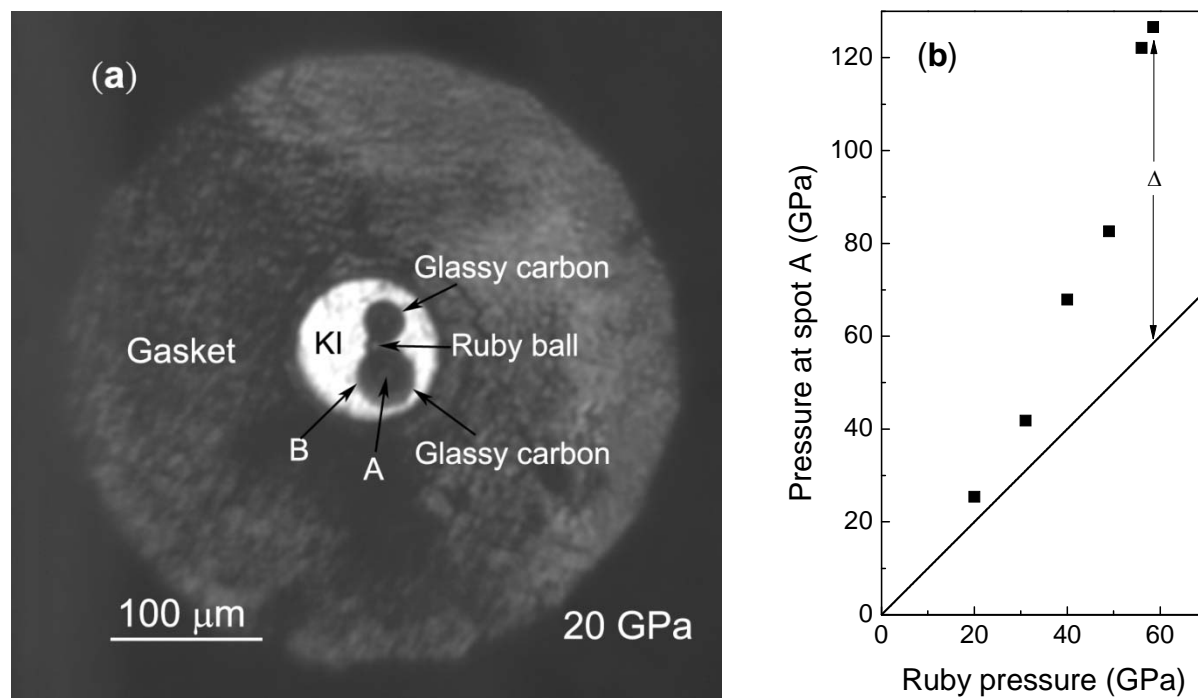 (a)
Glassy carbon
KI
Ruby ball
Gasket
B
A
Glassy carbon
100 μm
20 GPa
(b)
Pressure at spot A (GPa)
120
100
80
60
40
20
0
Δ
0
20
40
60
Ruby pressure (GPa)